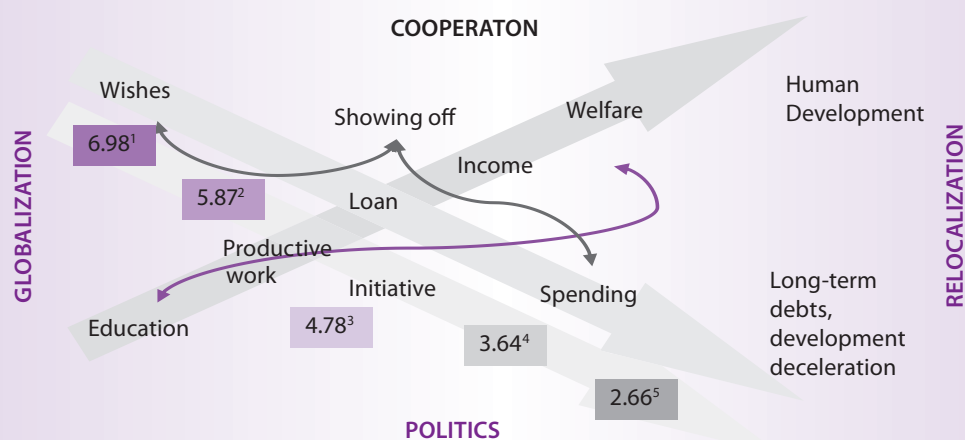 COOPERATON
Wishes
Human
Development
Welfare
Showing off
6.98¹
Income
5.87²
Loan
GLOBALIZATION
RELOCALIZATION
Productive
work
Initiative
Spending
Long-term
debts,
development
deceleration
Education
4.78³
3.64⁴
2.66⁵
POLITICS